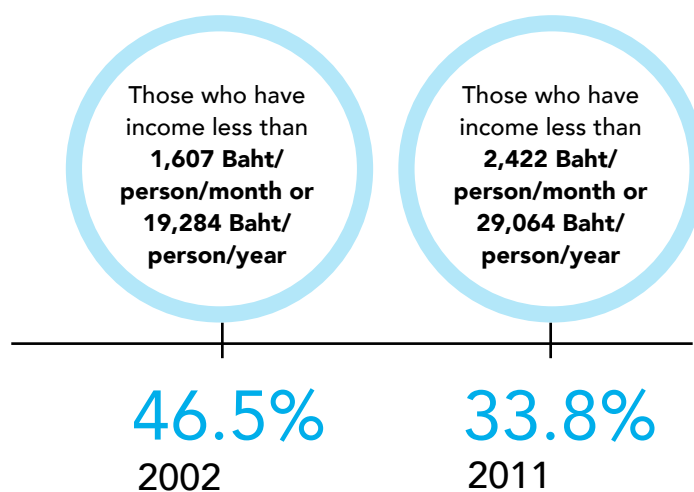 Those who have
income less than
1,607 Baht/
person/month or
19,284 Baht/
person/year
Those who have
income less than
2,422 Baht/
person/month or
29,064 Baht/
person/year
46.5%
2002
33.8%
2011